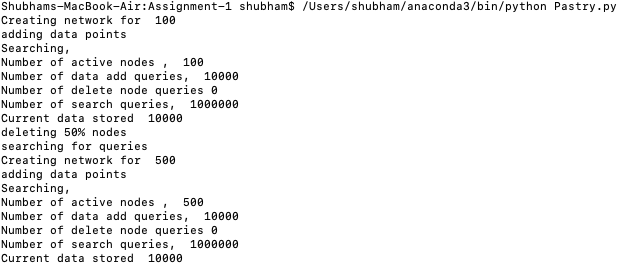 Shubhams-MacBook-Air:Assignment-1 shubham$ /Users/shubham/anaconda3/bin/python Pastry.py
Creating network for  100
adding data points
Searching,
Number of active nodes ,  100
Number of data add queries,  10000
Number of delete node queries 0
Number of search queries,  1000000
Current data stored  10000
deleting 50% nodes
searching for queries
Creating network for  500
adding data points
Searching,
Number of active nodes ,  500
Number of data add queries,  10000
Number of delete node queries 0
Number of search queries,  1000000
Current data stored  10000